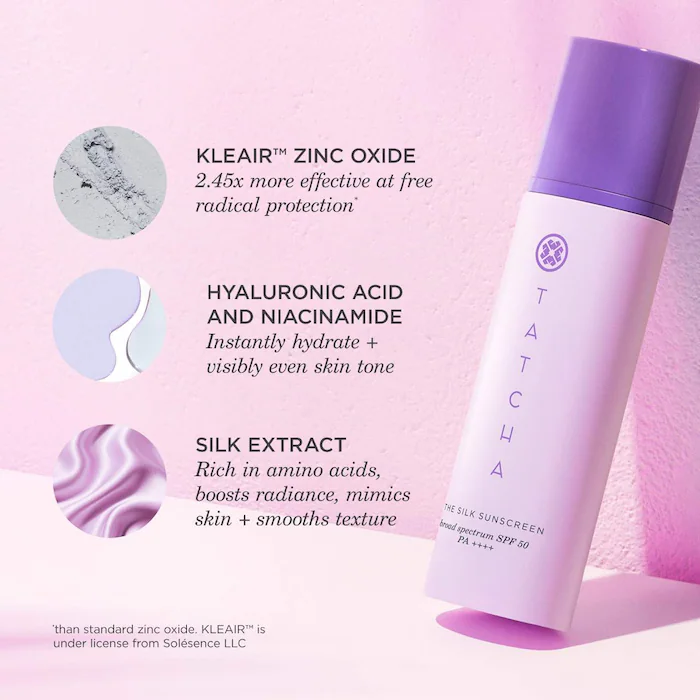 KLEAIR™ ZINC OXIDE
2.45x more effective at free
radical protection*
HYALURONIC ACID
AND NIACINAMIDE
Instantly hydrate +
visibly even skin tone
SILK EXTRACT
Rich in amino acids,
boosts radiance, mimics
skin + smooths texture
*than standard zinc oxide. KLEAIR™ is
under license from Solésence LLC
TATCHA
THE SILK SUNSCREEN
broad spectrum SPF 50
PA ++++